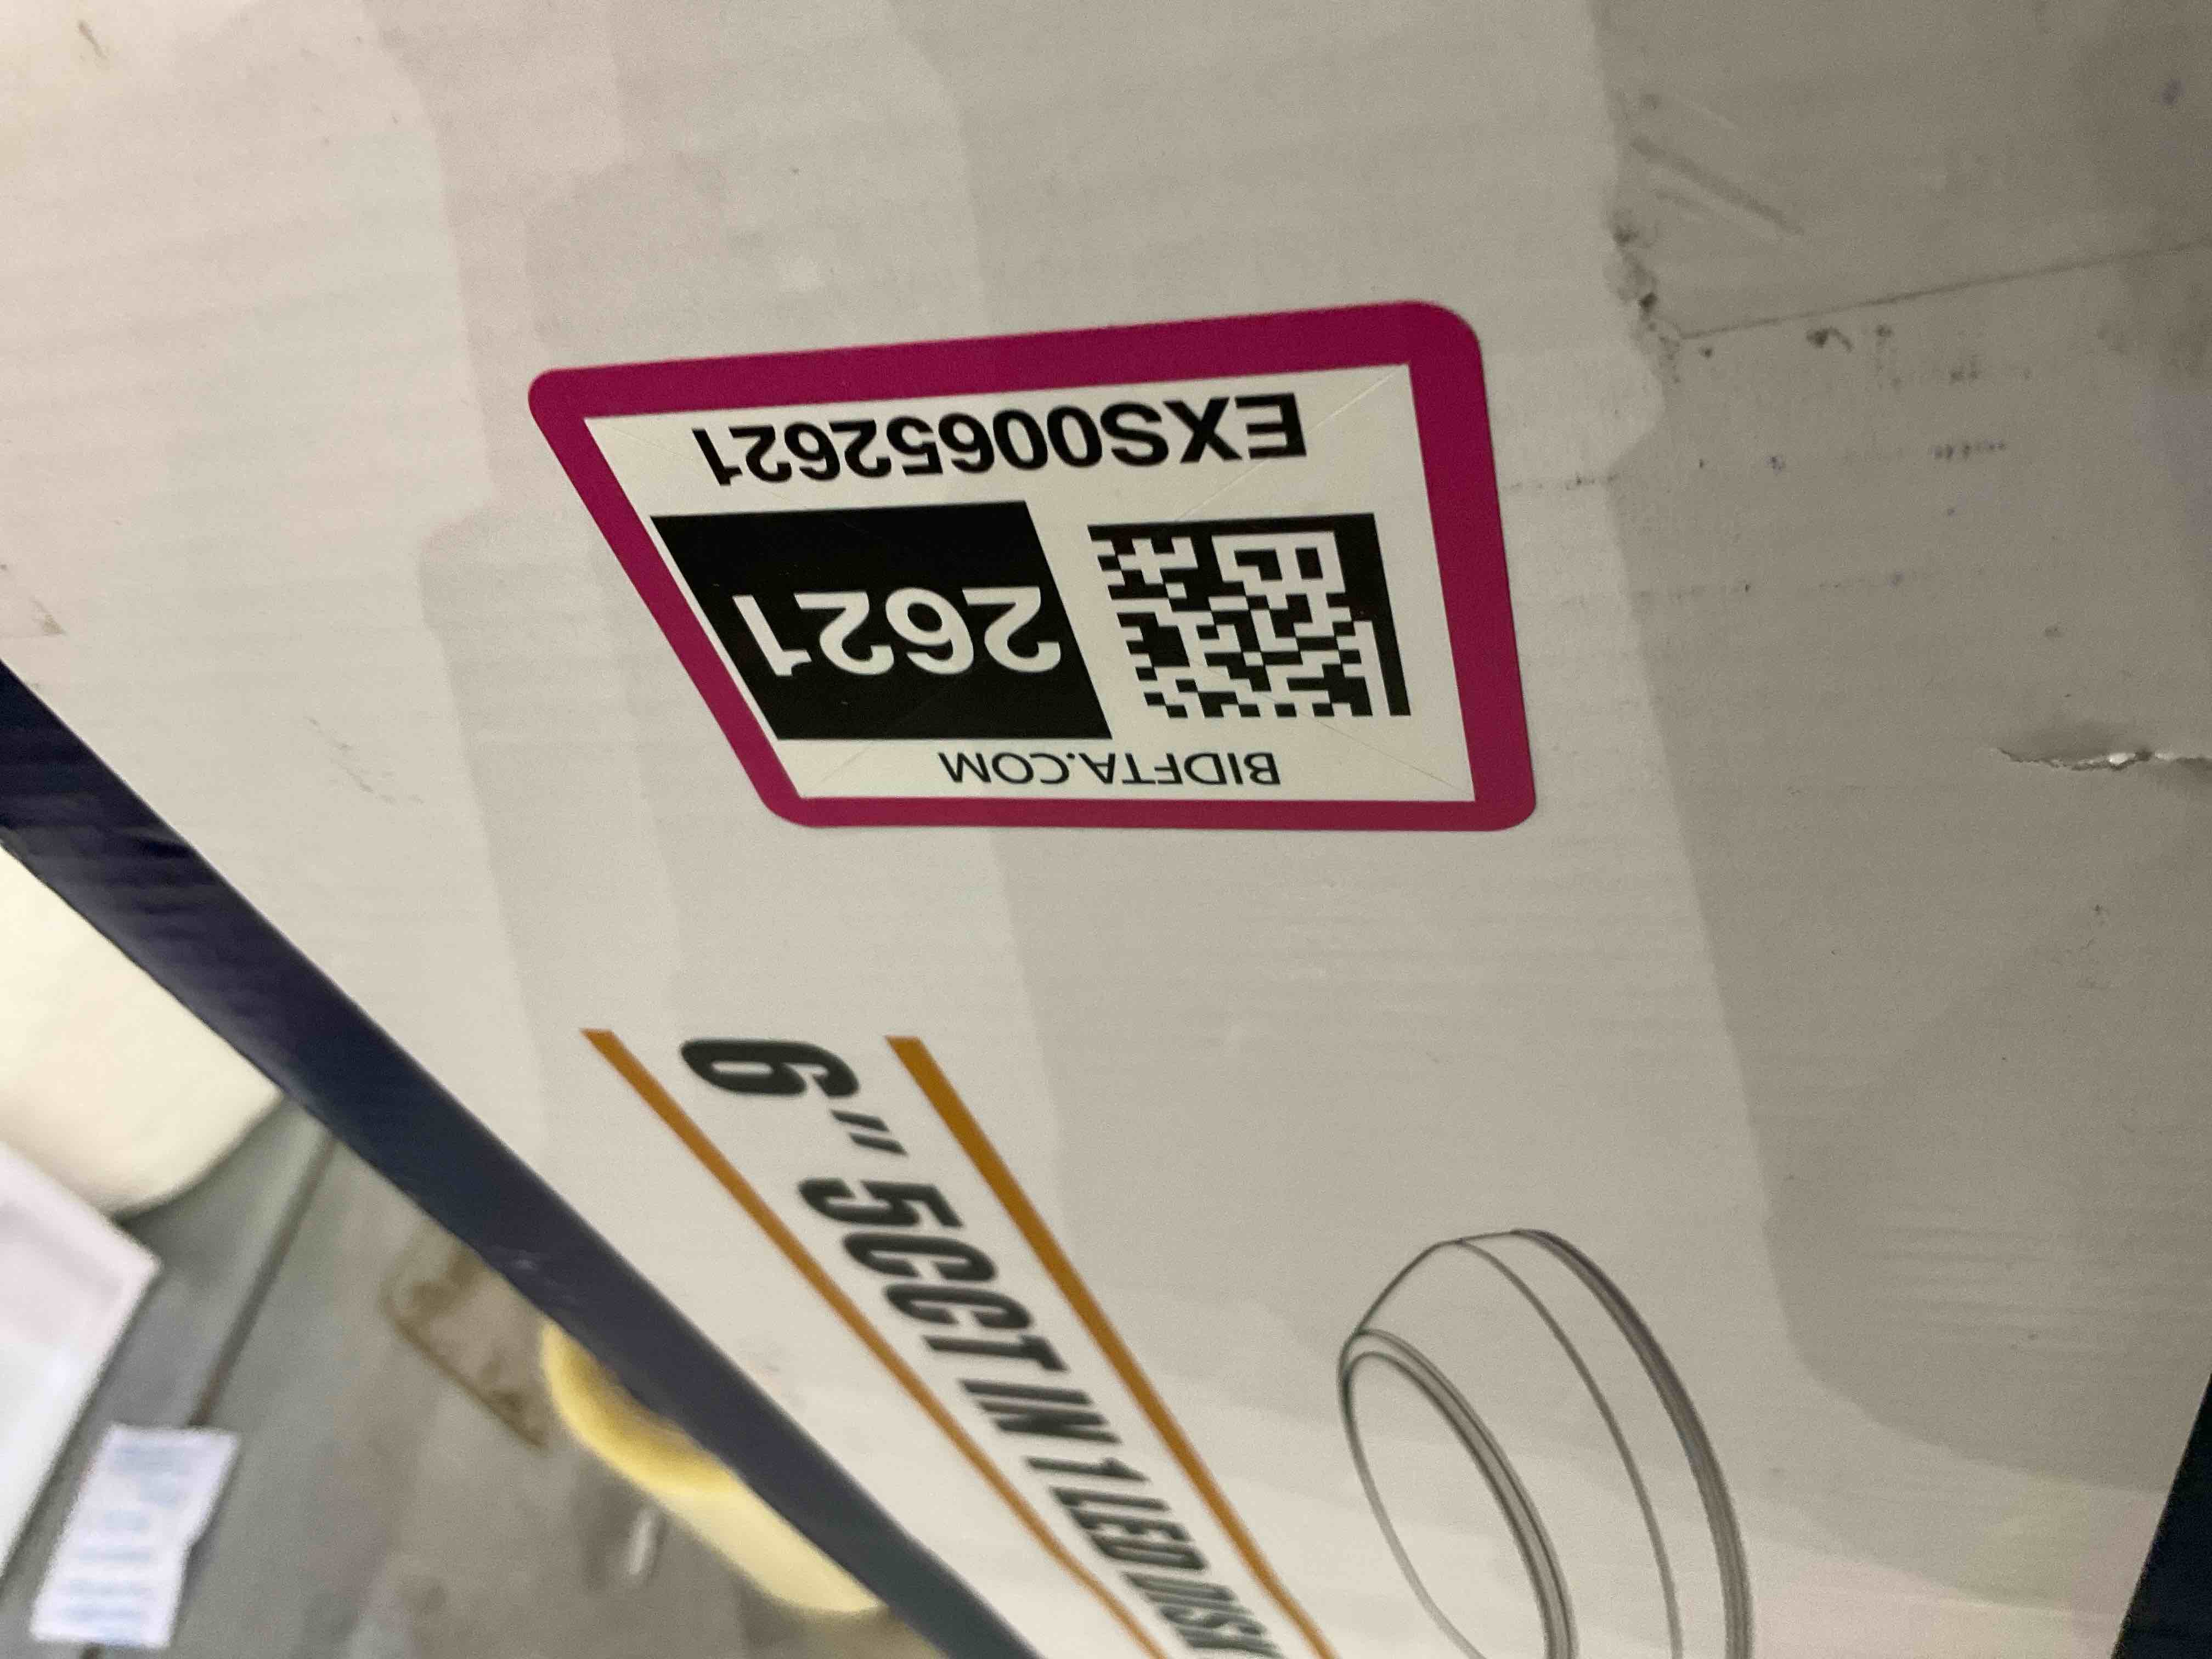 BIDFTA.COM
2621
EXS00652621
6" 5CCT IN 1 LED DISK